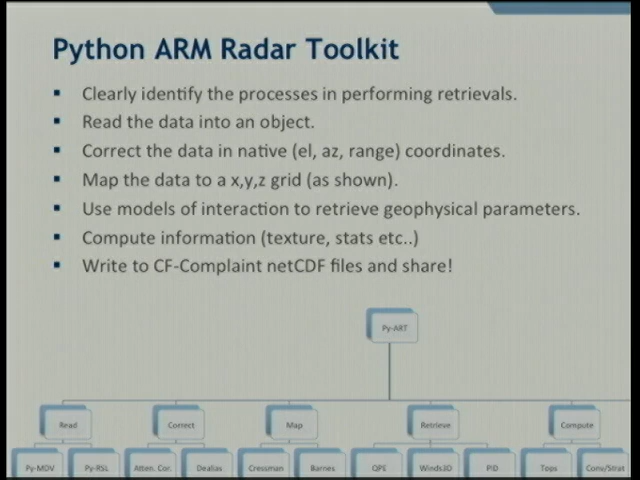 Python ARM Radar Toolkit
Clearly identify the processes in performing retrievals.
Read the data into an object.
Correct the data in native (el, az, range) coordinates.
Map the data to a x,y,z grid (as shown).
Use models of interaction to retrieve geophysical parameters.
Compute information (texture, stats etc..)
Write to CF-Complaint netCDF files and share!
Py-ART
Read
Correct
Map
Retrieve
Compute
Py-MDV
Py-RSL
Atten. Cor.
Dealias
Cressman
Barnes
QPE
Winds3D
PID
Tops
Conv/Strat